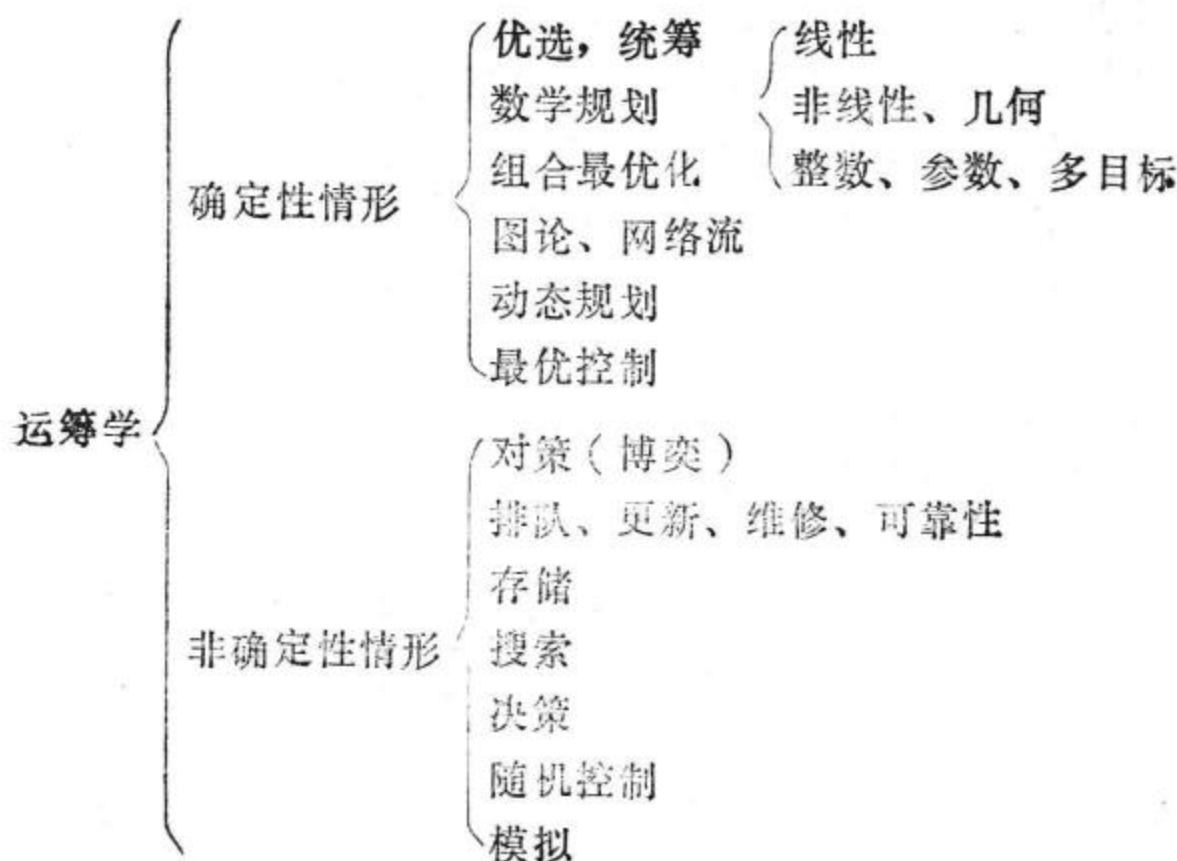 运筹学
确定性情形
优选，统筹
数学规划
线性
非线性、几何
整数、参数、多目标
组合最优化
图论、网络流
动态规划
最优控制
非确定性情形
对策（博奕）
排队、更新、维修、可靠性
存储
搜索
决策
随机控制
模拟